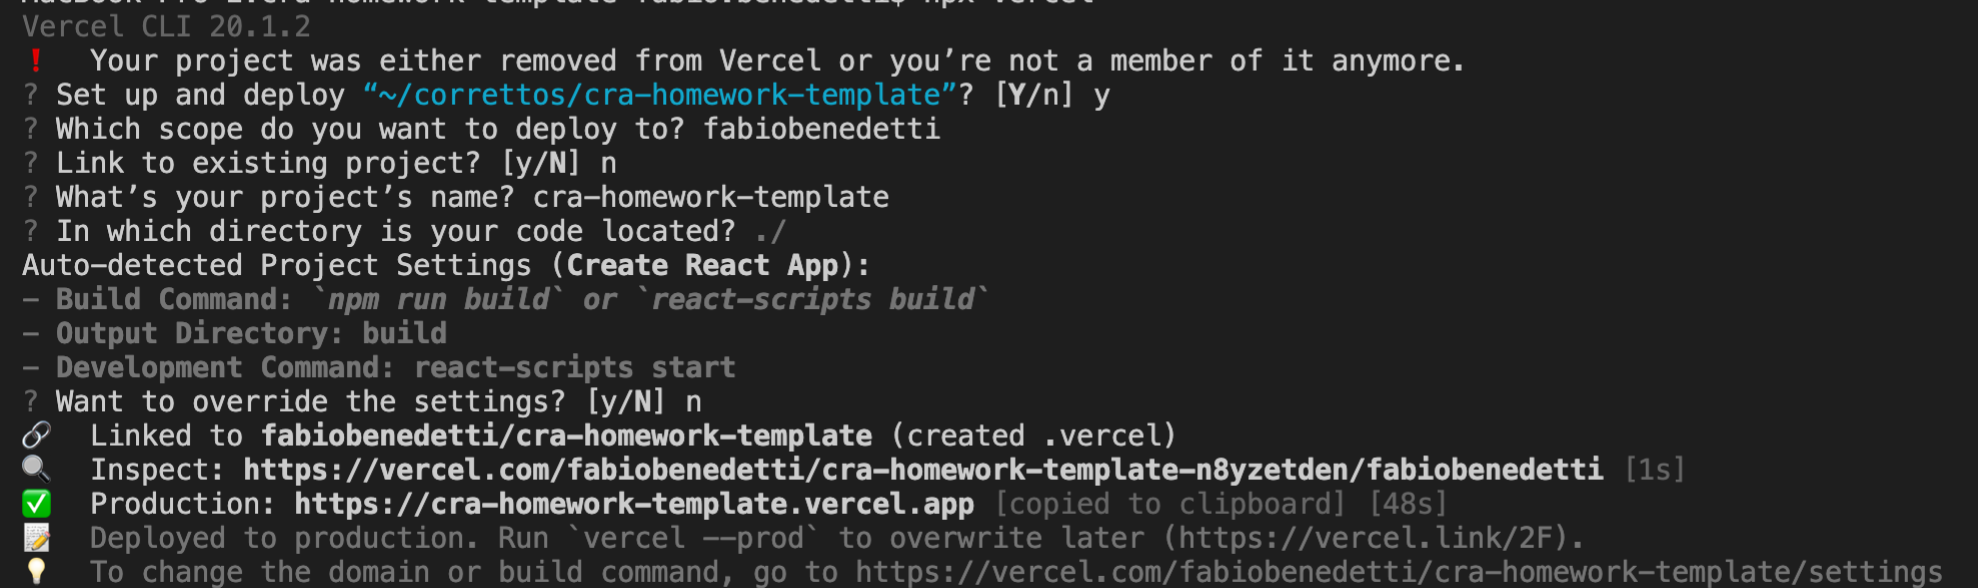 Vercel CLI 20.1.2
! Your project was either removed from Vercel or you’re not a member of it anymore.
? Set up and deploy “~/correttos/cra-homework-template”? [Y/n] y
? Which scope do you want to deploy to? fabiobenedetti
? Link to existing project? [y/N] n
? What’s your project’s name? cra-homework-template
? In which directory is your code located? ./
Auto-detected Project Settings (Create React App):
- Build Command: `npm run build` or `react-scripts build`
- Output Directory: build
- Development Command: react-scripts start
? Want to override the settings? [y/N] n
🔗 Linked to fabiobenedetti/cra-homework-template (created .vercel)
🔍 Inspect: https://vercel.com/fabiobenedetti/cra-homework-template-n8yzetden/fabiobenedetti [1s]
✅ Production: https://cra-homework-template.vercel.app [copied to clipboard] [48s]
📝 Deployed to production. Run `vercel --prod` to overwrite later (https://vercel.link/2F).
💡 To change the domain or build command, go to https://vercel.com/fabiobenedetti/cra-homework-template/settings